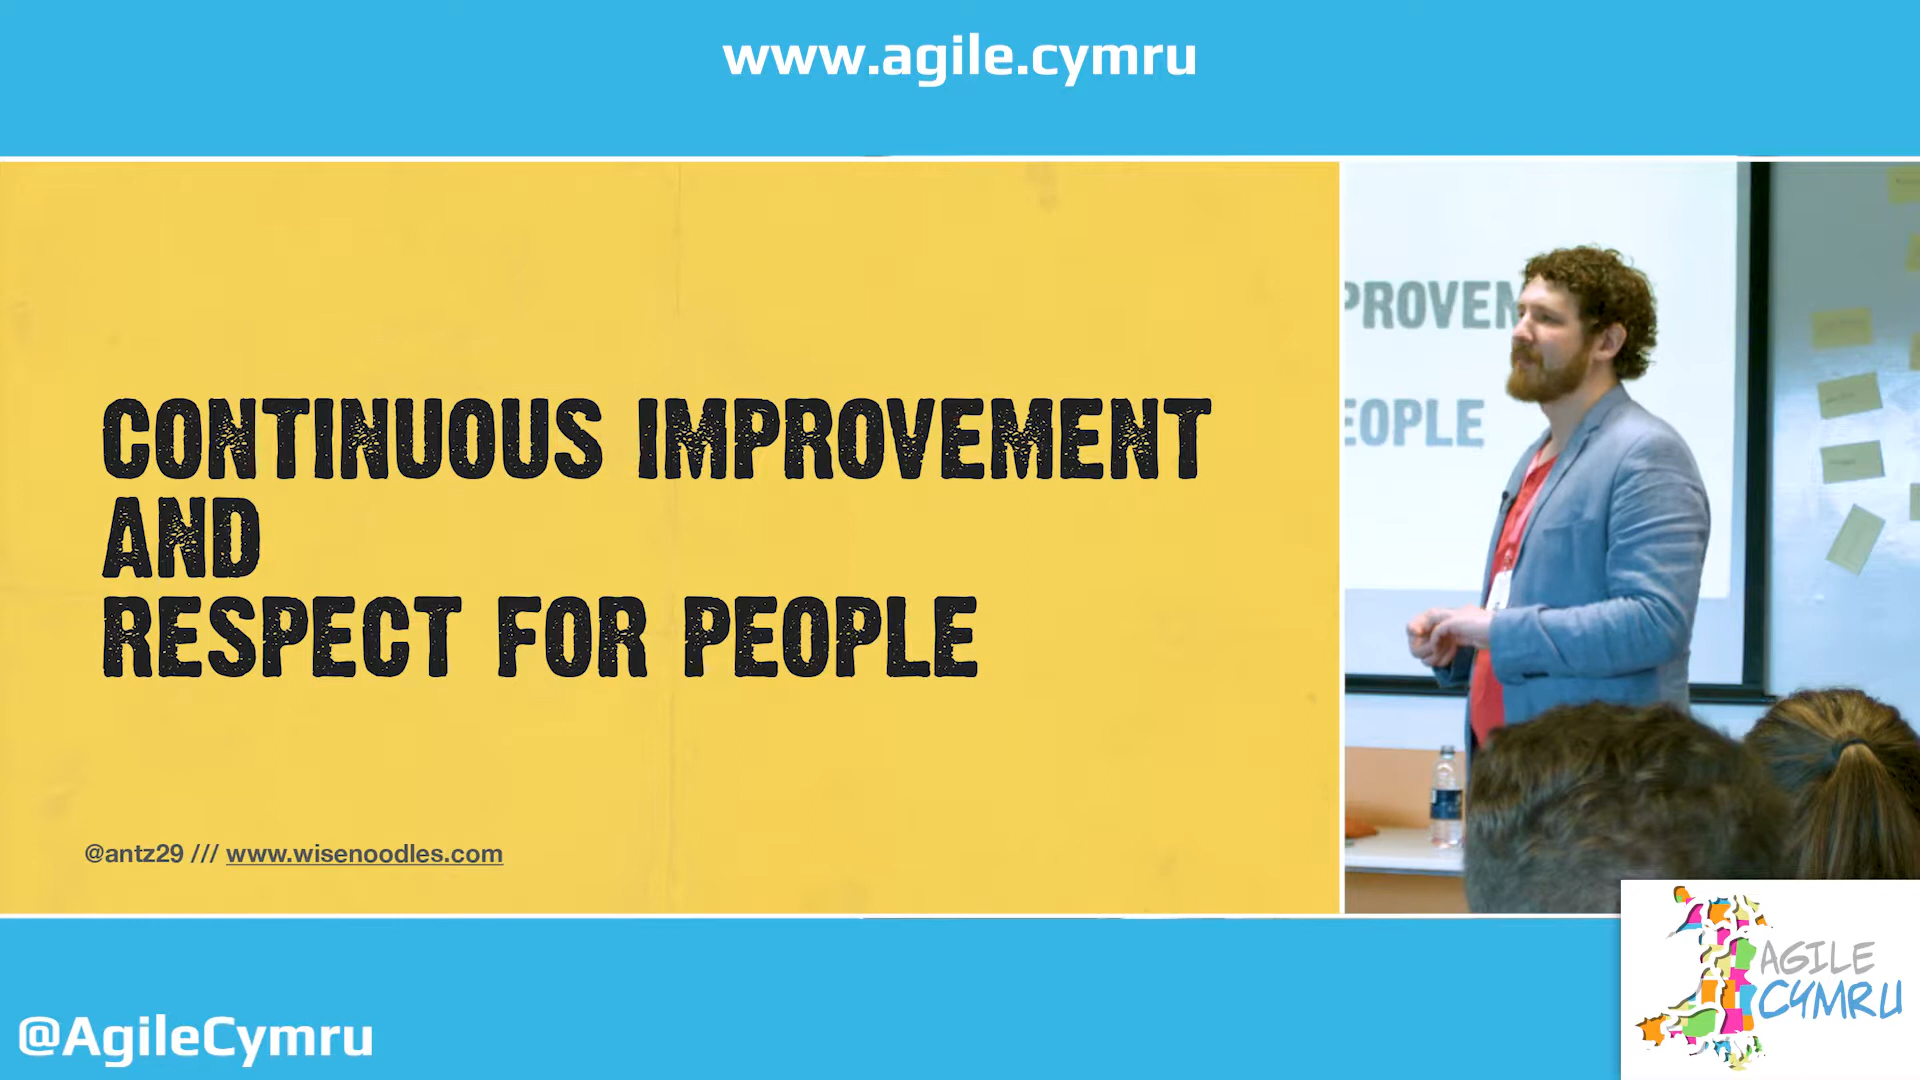 www.agile.cymru
CONTINUOUS IMPROVEMENT
AND
RESPECT FOR PEOPLE
@antz29 /// www.wisenoodles.com
PROVEM
EOPLE
AGILE
CYMRU
@AgileCymru